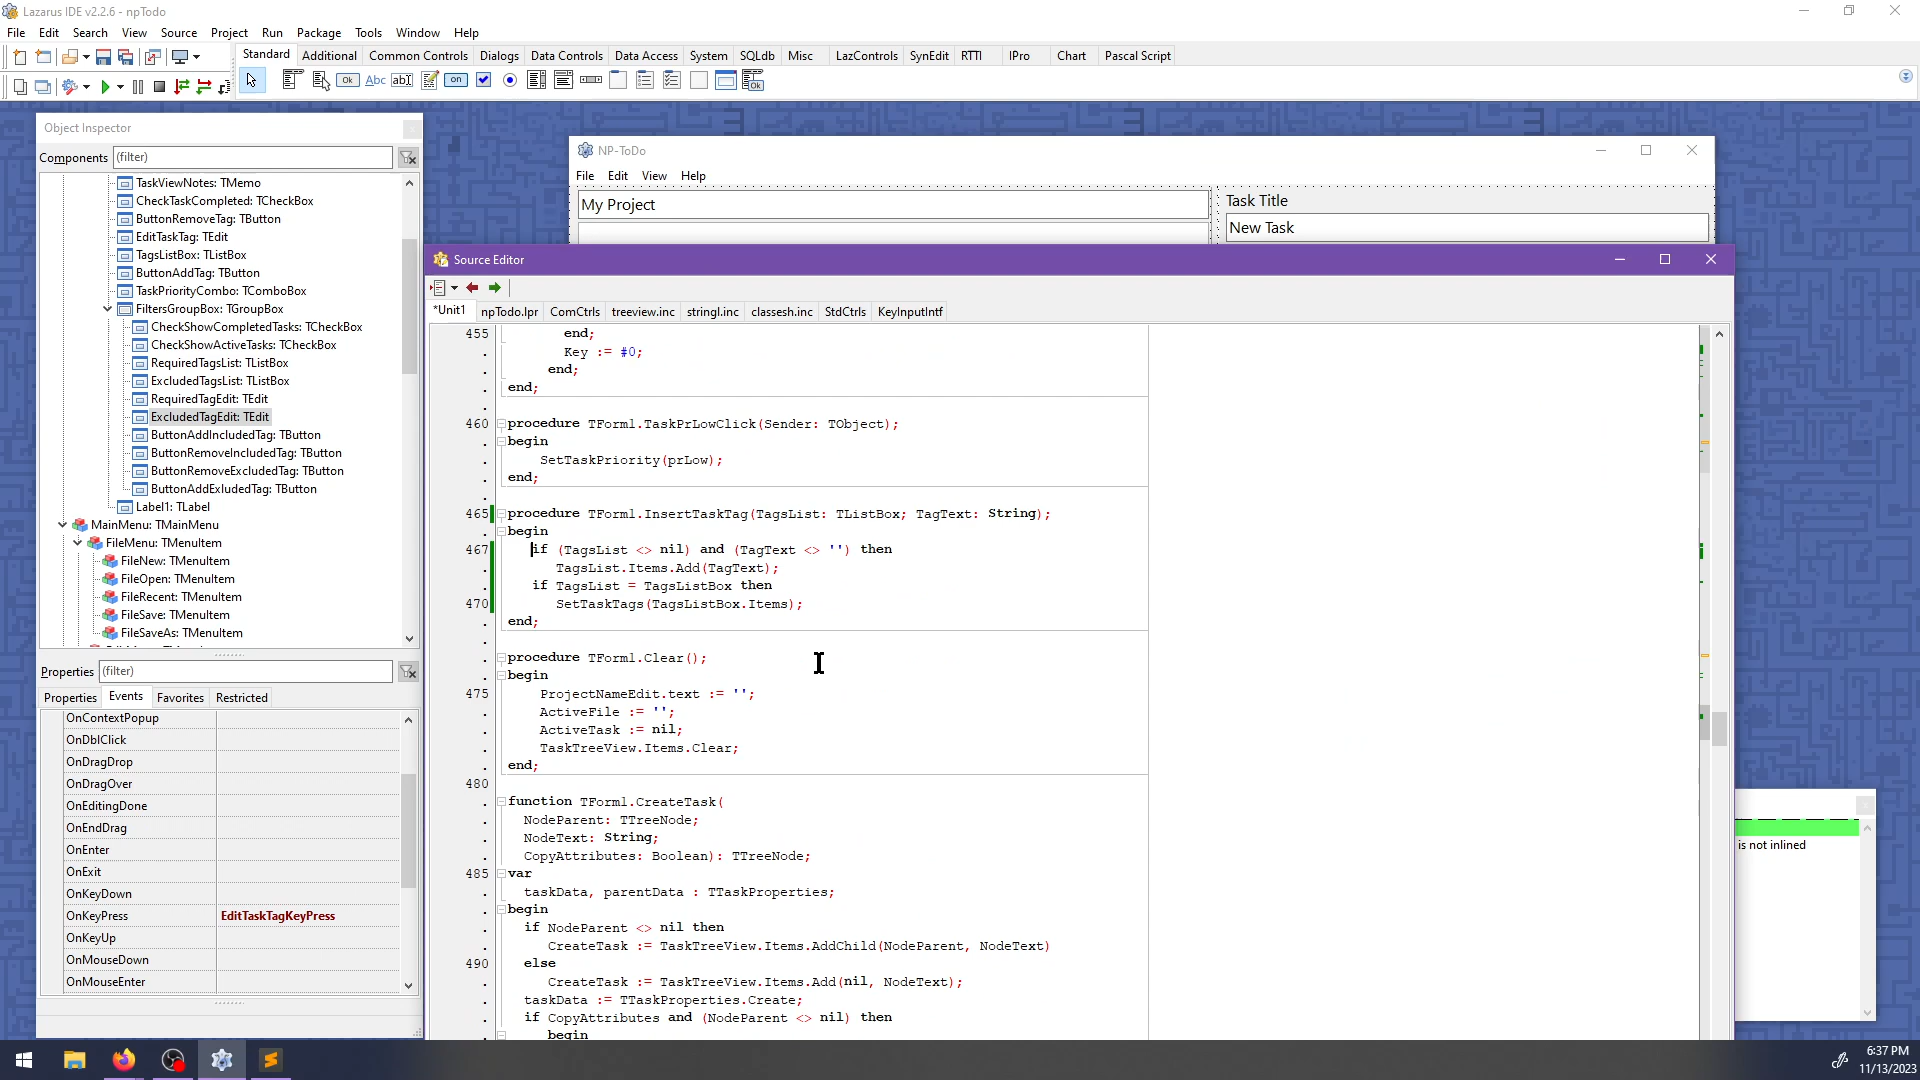 Lazarus IDE v2.2.6 - npTodo
File Edit Search View Source Project Run Package Tools Window Help
Standard Additional Common Controls Dialogs Data Controls Data Access System SQLdb Misc LazControls SynEdit RTTI IPro Chart Pascal Script
Ok Abc abI on Ok
Object Inspector
Components (filter)
TaskViewNotes: TMemo
CheckTaskCompleted: TCheckBox
ButtonRemoveTag: TButton
EditTaskTag: TEdit
TagsListBox: TListBox
ButtonAddTag: TButton
TaskPriorityCombo: TComboBox
FiltersGroupBox: TGroupBox
CheckShowCompletedTasks: TCheckBox
CheckShowActiveTasks: TCheckBox
RequiredTagsList: TListBox
ExcludedTagsList: TListBox
RequiredTagEdit: TEdit
ExcludedTagEdit: TEdit
ButtonAddIncludedTag: TButton
ButtonRemoveIncludedTag: TButton
ButtonRemoveExcludedTag: TButton
ButtonAddExludedTag: TButton
Label1: TLabel
MainMenu: TMainMenu
FileMenu: TMenuItem
FileNew: TMenuItem
FileOpen: TMenuItem
FileRecent: TMenuItem
FileSave: TMenuItem
FileSaveAs: TMenuItem
Properties (filter)
Properties Events Favorites Restricted
OnContextPopup
OnDblClick
OnDragDrop
OnDragOver
OnEditingDone
OnEndDrag
OnEnter
OnExit
OnKeyDown
OnKeyPress EditTaskTagKeyPress
OnKeyUp
OnMouseDown
OnMouseEnter
NP-ToDo
File Edit View Help
My Project
Task Title
New Task
Source Editor
*Unit1 npTodo.lpr ComCtrls treeview.inc stringl.inc classesh.inc StdCtrls KeyInputIntf
455 end;
Key := #0;
end;
end;
460 procedure TForm1.TaskPrLowClick(Sender: TObject);
begin
SetTaskPriority(prLow);
end;
465 procedure TForm1.InsertTaskTag(TagsList: TListBox; TagText: String);
begin
467 if (TagsList <> nil) and (TagText <> '') then
TagsList.Items.Add(TagText);
if TagsList = TagsListBox then
470 SetTaskTags(TagsListBox.Items);
end;
procedure TForm1.Clear();
begin
475 ProjectNameEdit.text := '';
ActiveFile := '';
ActiveTask := nil;
TaskTreeView.Items.Clear;
end;
480
function TForm1.CreateTask(
NodeParent: TTreeNode;
NodeText: String;
CopyAttributes: Boolean): TTreeNode;
485 var
taskData, parentData : TTaskProperties;
begin
if NodeParent <> nil then
CreateTask := TaskTreeView.Items.AddChild(NodeParent, NodeText)
490 else
CreateTask := TaskTreeView.Items.Add(nil, NodeText);
taskData := TTaskProperties.Create;
if CopyAttributes and (NodeParent <> nil) then
begin
is not inlined
6:37 PM
11/13/2023